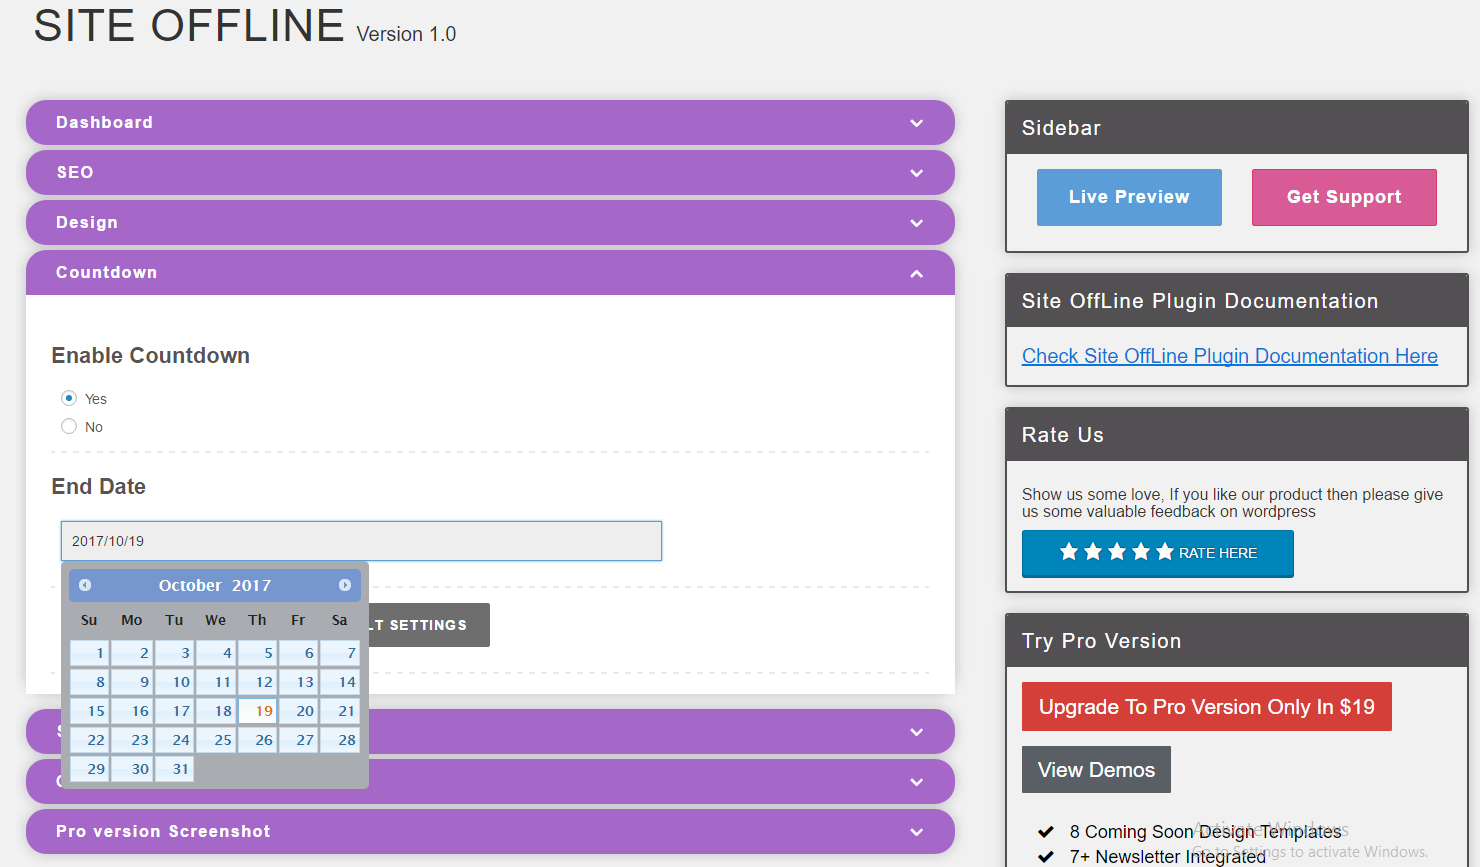 SITE OFFLINE Version 1.0
Dashboard
SEO
Design
Countdown
Enable Countdown
Yes
No
End Date
2017/10/19
October 2017
Su Mo Tu We Th Fr Sa
1 2 3 4 5 6 7
8 9 10 11 12 13 14
15 16 17 18 19 20 21
22 23 24 25 26 27 28
29 30 31
SETTINGS
Pro version Screenshot
Sidebar
Live Preview Get Support
Site OffLine Plugin Documentation
Check Site OffLine Plugin Documentation Here
Rate Us
Show us some love, If you like our product then please give
us some valuable feedback on wordpress
RATE HERE
Try Pro Version
Upgrade To Pro Version Only In $19
View Demos
8 Coming Soon Design Templates
7+ Newsletter Integrated
Activate Windows
Go to Settings to activate Windows.